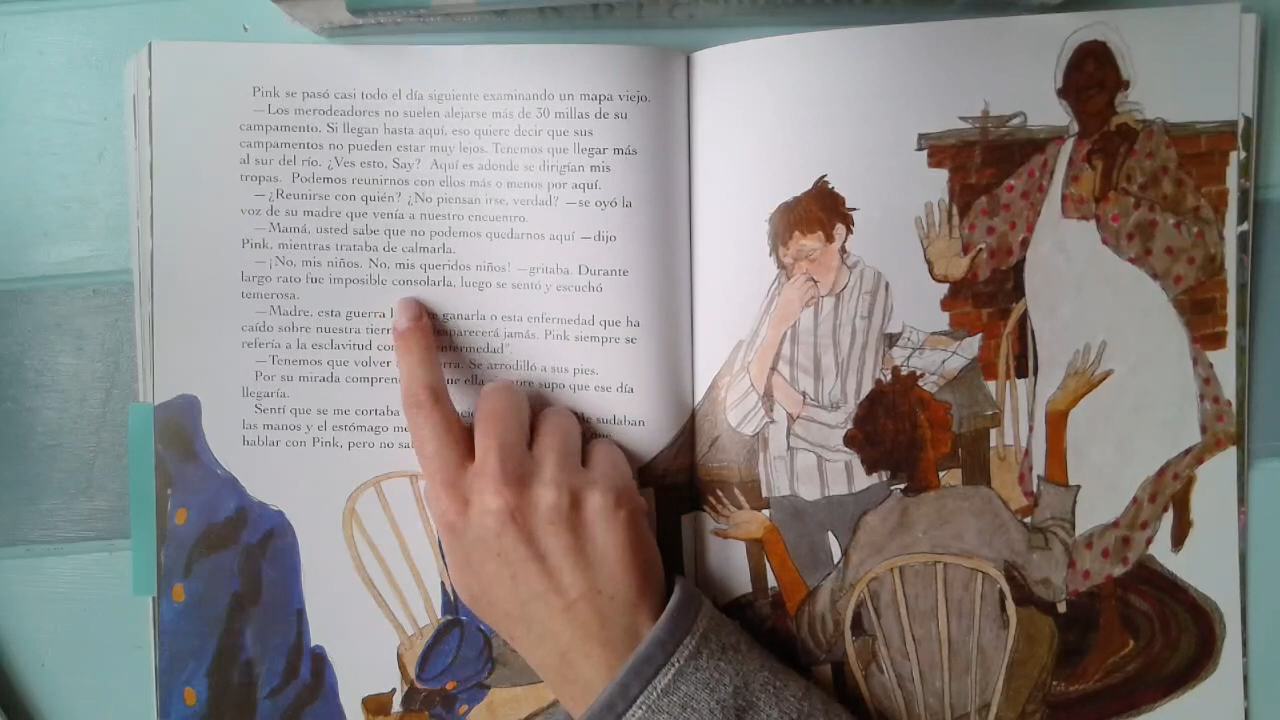 Pink se pasó casi todo el día siguiente examinando un mapa viejo.
—Los merodeadores no suelen alejarse más de 30 millas de su
campamento. Si llegan hasta aquí, eso quiere decir que sus
campamentos no pueden estar muy lejos. Tenemos que llegar más
al sur del río. ¿Ves esto, Say? Aquí es adonde se dirigían mis
tropas. Podemos reunirnos con ellos más o menos por aquí.
—¿Reunirse con quién? ¿No piensan irse, verdad? —se oyó la
voz de su madre que venía a nuestro encuentro.
—Mamá, usted sabe que no podemos quedarnos aquí —dijo
Pink, mientras trataba de calmarla.
—¡No, mis niños. No, mis queridos niños! —gritaba. Durante
largo rato fue imposible consolarla, luego se sentó y escuchó
temerosa.
—Madre, esta guerra ganarla o esta enfermedad que ha
caído sobre nuestra desaparecerá jamás. Pink siempre se
refería a la esclavitud enfermedad".
—Tenemos que volver Se arrodilló a sus pies.
Por su mirada que ella supo que ese día
llegaría.
Sentí que se me cortaba sudaban
las manos y el estómago
hablar con Pink, pero no